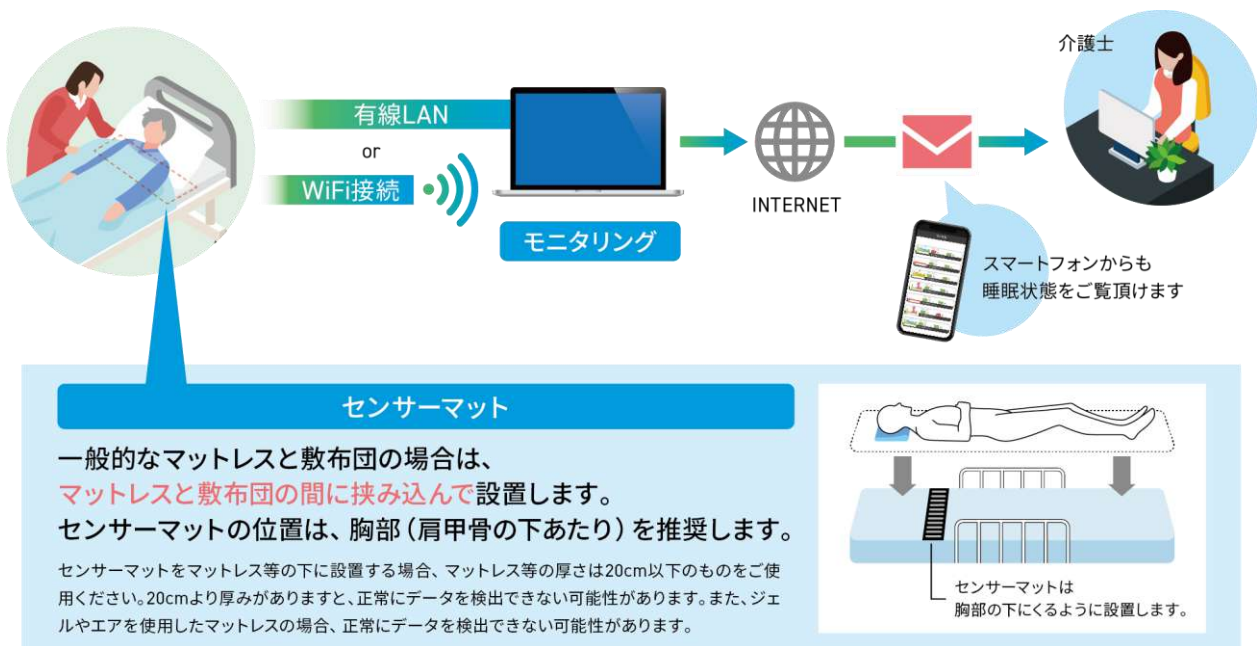 介護士
有線LAN
or
WiFi接続
INTERNET
モニタリング
スマートフォンからも
睡眠状態をご覧頂けます
センサーマット
一般的なマットレスと敷布団の場合は、
マットレスと敷布団の間に挟み込んで設置します。
センサーマットの位置は、胸部(肩甲骨の下あたり)を推奨します。
センサーマットをマットレス等の下に設置する場合、マットレス等の厚さは20cm以下のものをご使
用ください。20cmより厚みがありますと、正常にデータを検出できない可能性があります。また、ジェ
ルやエアを使用したマットレスの場合、正常にデータを検出できない可能性があります。
センサーマットは
胸部の下にくるように設置します。